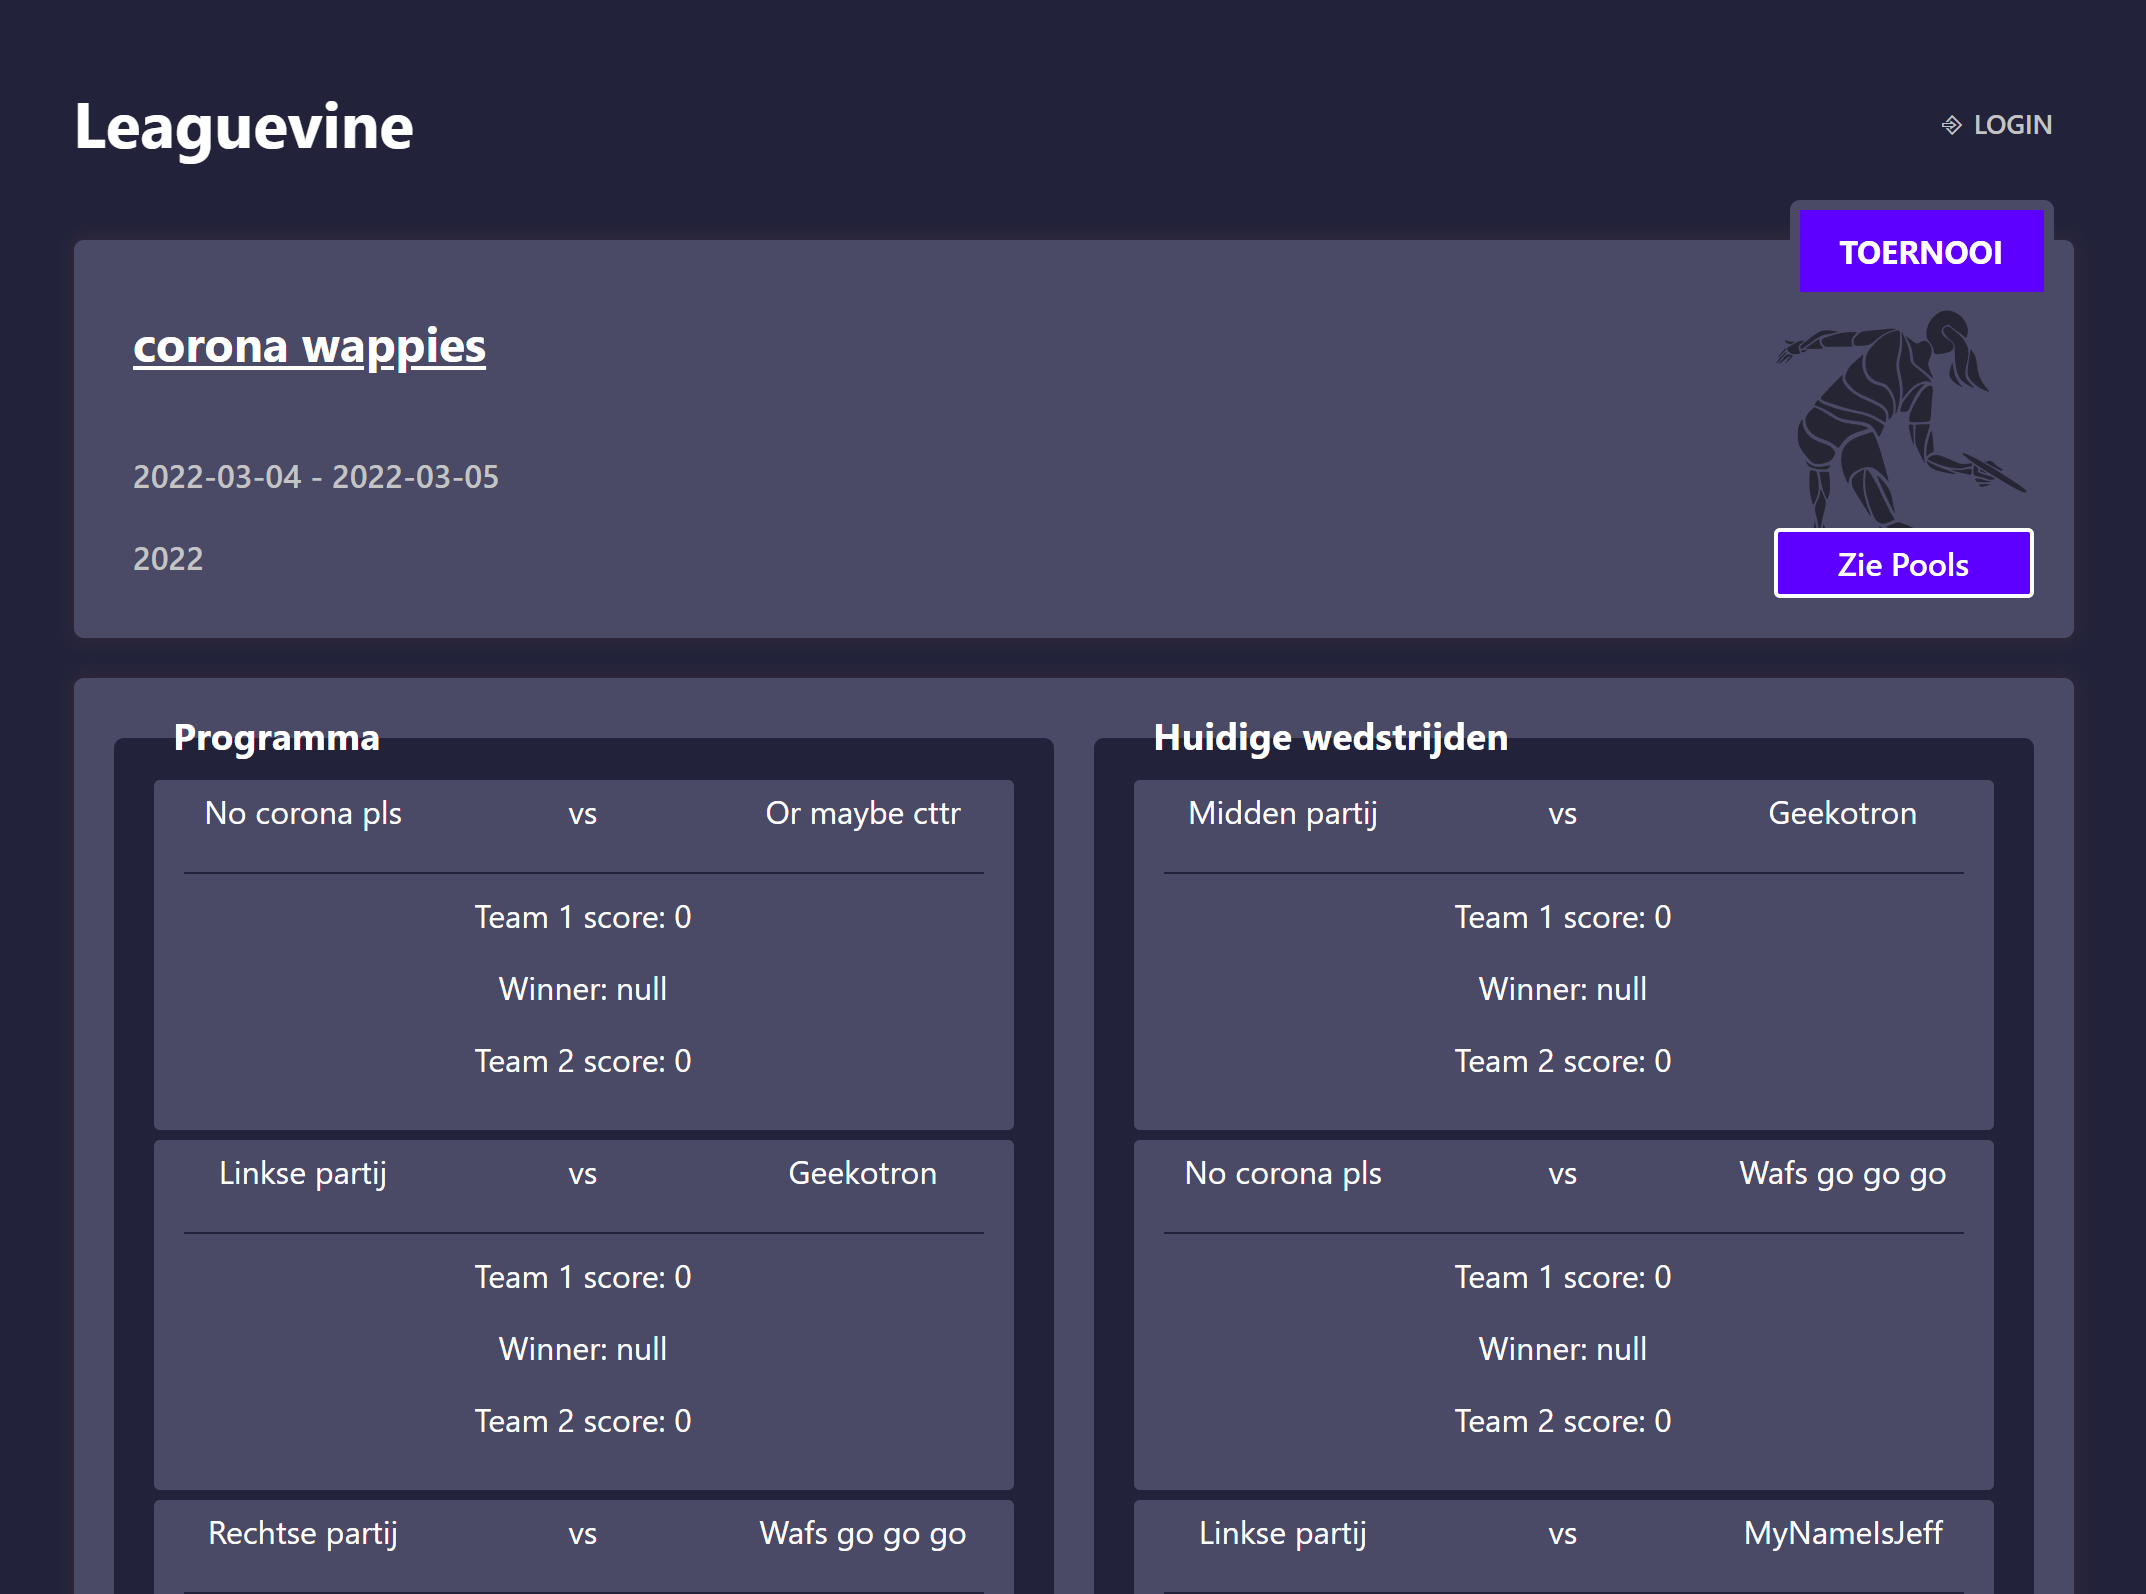 Leaguevine
LOGIN
TOERNOOI
corona wappies
2022-03-04 - 2022-03-05
2022
Zie Pools
Programma
No corona pls vs Or maybe cttr
Team 1 score: 0
Winner: null
Team 2 score: 0
Linkse partij vs Geekotron
Team 1 score: 0
Winner: null
Team 2 score: 0
Rechtse partij vs Wafs go go go
Huidige wedstrijden
Midden partij vs Geekotron
Team 1 score: 0
Winner: null
Team 2 score: 0
No corona pls vs Wafs go go go
Team 1 score: 0
Winner: null
Team 2 score: 0
Linkse partij vs MyNameIsJeff